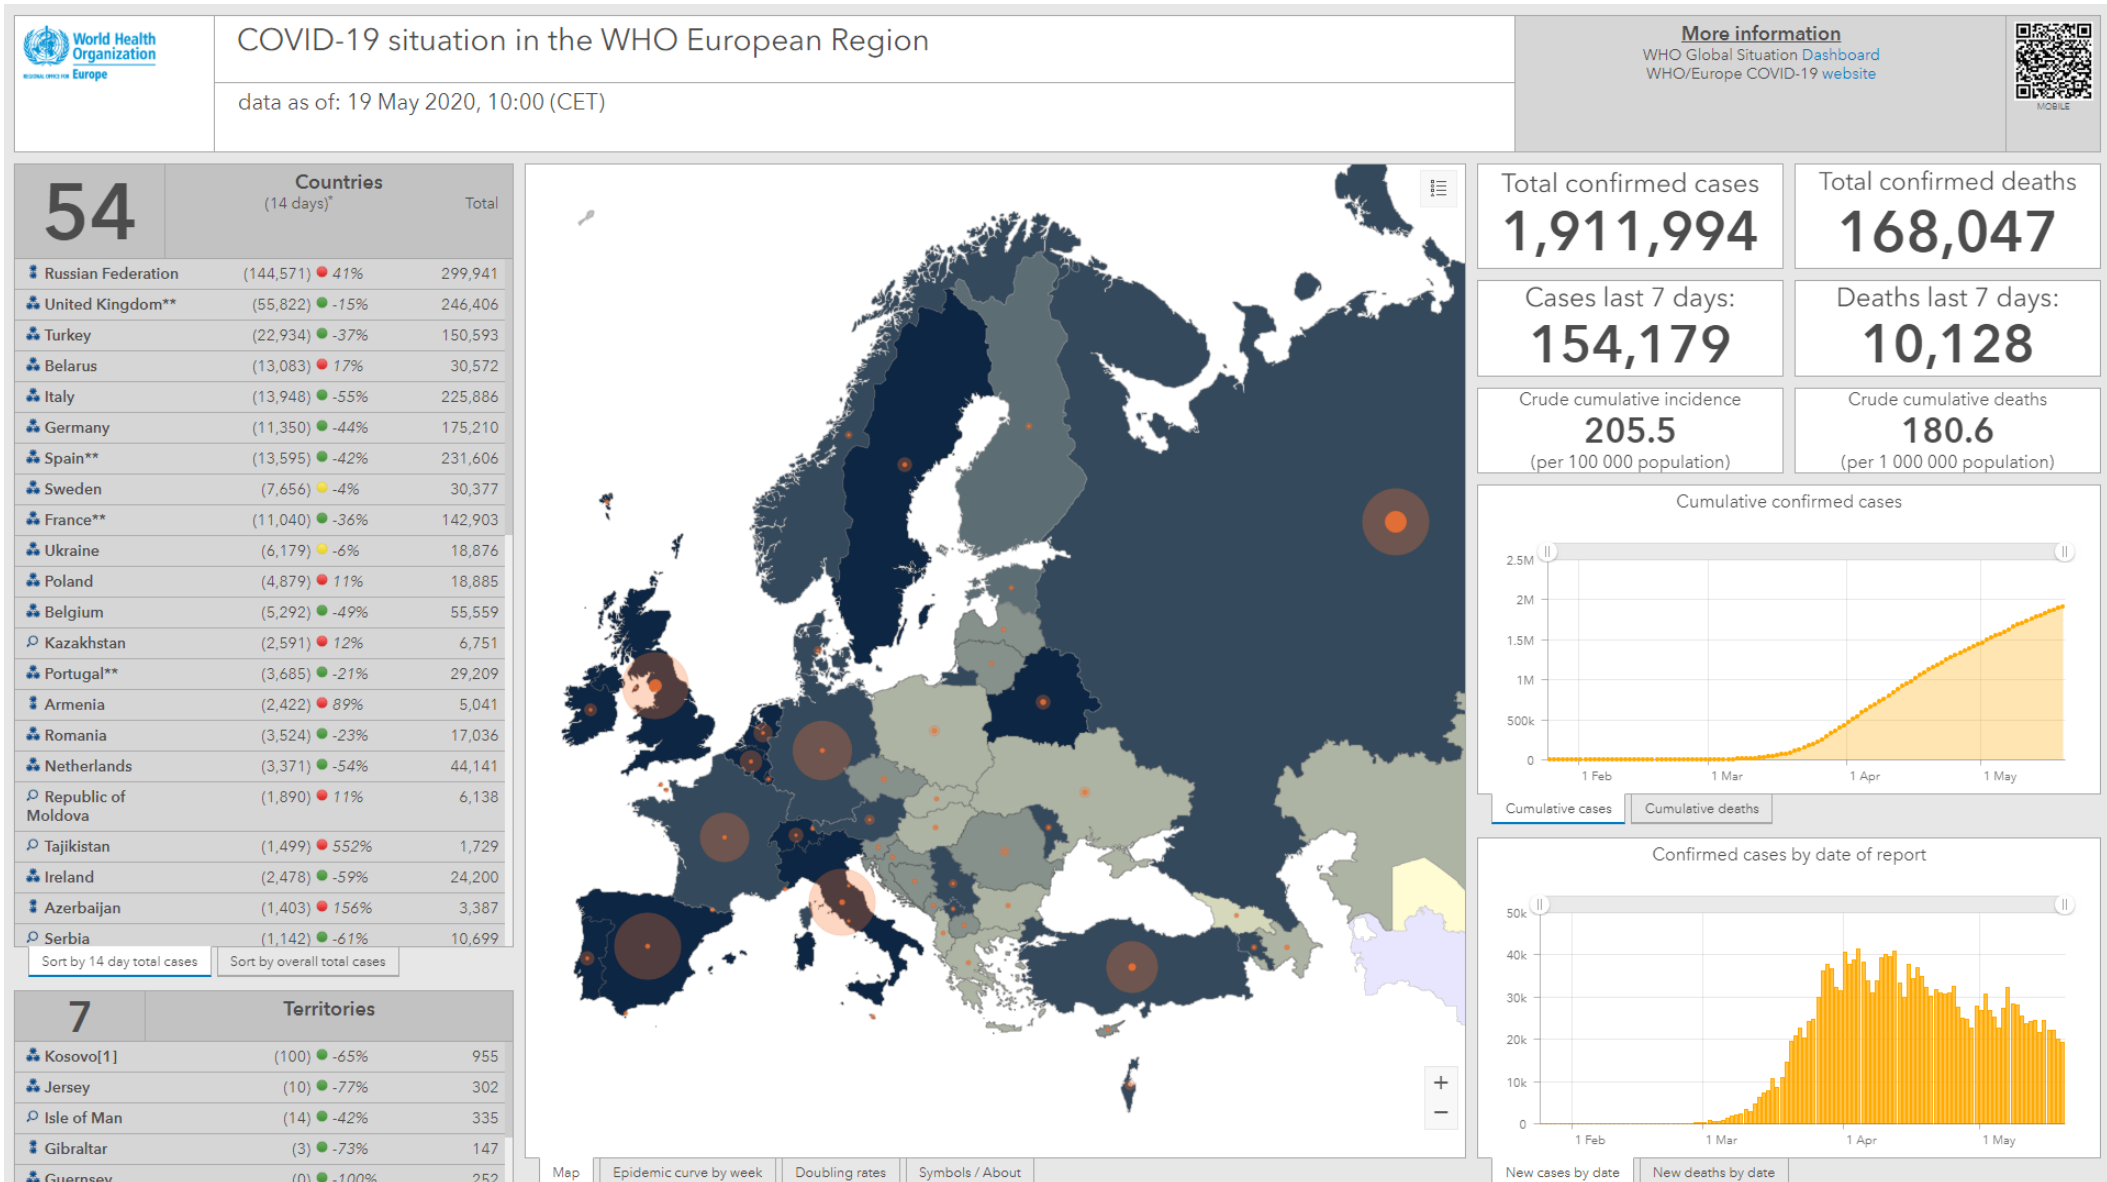 World Health
Organization
REGIONAL OFFICE FOR Europe
COVID-19 situation in the WHO European Region
data as of: 19 May 2020, 10:00 (CET)
More information
WHO Global Situation Dashboard
WHO/Europe COVID-19 website
MOBILE
54
Countries
(14 days)* Total
Russian Federation (144,571) 41% 299,941
United Kingdom** (55,822) -15% 246,406
Turkey (22,934) -37% 150,593
Belarus (13,083) 17% 30,572
Italy (13,948) -55% 225,886
Germany (11,350) -44% 175,210
Spain** (13,595) -42% 231,606
Sweden (7,656) -4% 30,377
France** (11,040) -36% 142,903
Ukraine (6,179) -6% 18,876
Poland (4,879) 11% 18,885
Belgium (5,292) -49% 55,559
Kazakhstan (2,591) 12% 6,751
Portugal** (3,685) -21% 29,209
Armenia (2,422) 89% 5,041
Romania (3,524) -23% 17,036
Netherlands (3,371) -54% 44,141
Republic of (1,890) 11% 6,138
Moldova
Tajikistan (1,499) 552% 1,729
Ireland (2,478) -59% 24,200
Azerbaijan (1,403) 156% 3,387
Serbia (1,142) -61% 10,699
Sort by 14 day total cases Sort by overall total cases
7 Territories
Kosovo[1] (100) -65% 955
Jersey (10) -77% 302
Isle of Man (14) -42% 335
Gibraltar (3) -73% 147
Guernsey (0) -100% 252
+
−
Map Epidemic curve by week Doubling rates Symbols / About
Total confirmed cases
1,911,994
Total confirmed deaths
168,047
Cases last 7 days:
154,179
Deaths last 7 days:
10,128
Crude cumulative incidence
205.5
(per 100 000 population)
Crude cumulative deaths
180.6
(per 1 000 000 population)
Cumulative confirmed cases
2.5M
2M
1.5M
1M
500k
0
1 Feb 1 Mar 1 Apr 1 May
Cumulative cases Cumulative deaths
Confirmed cases by date of report
50k
40k
30k
20k
10k
0
1 Feb 1 Mar 1 Apr 1 May
New cases by date New deaths by date